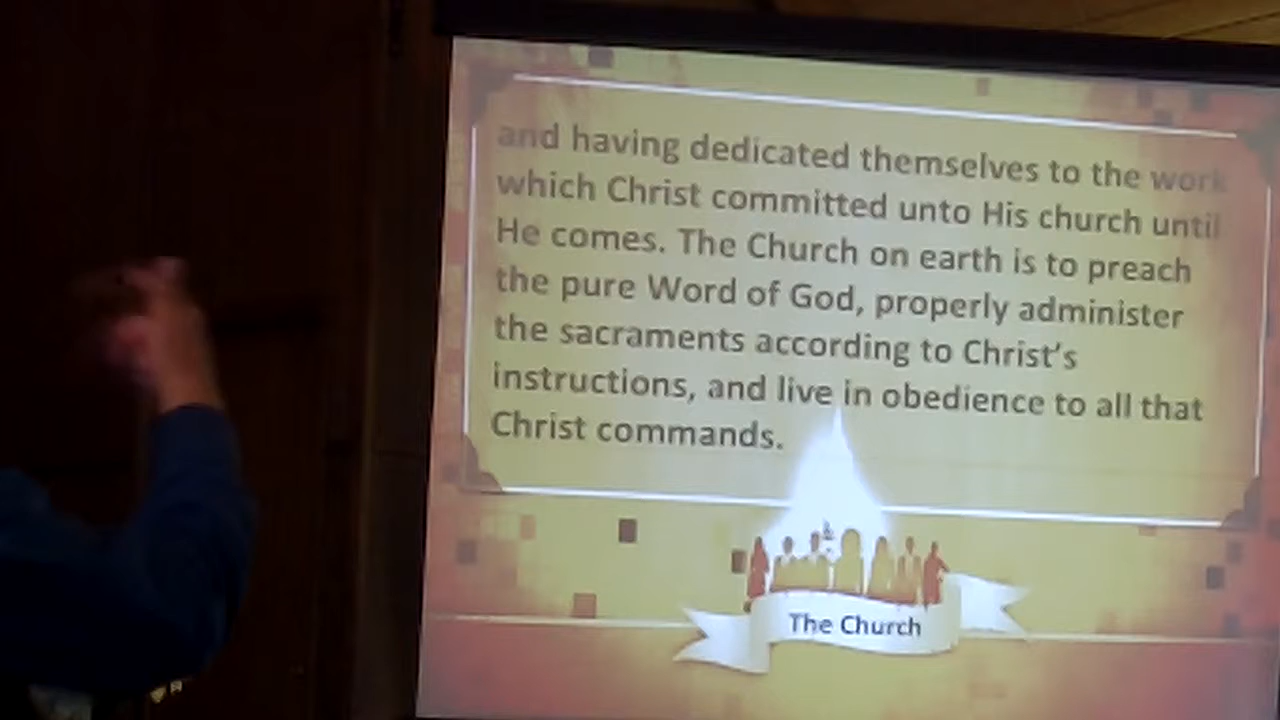 and having dedicated themselves to the work
which Christ committed unto His church until
He comes. The Church on earth is to preach
the pure Word of God, properly administer
the sacraments according to Christ's
instructions, and live in obedience to all that
Christ commands.
The Church